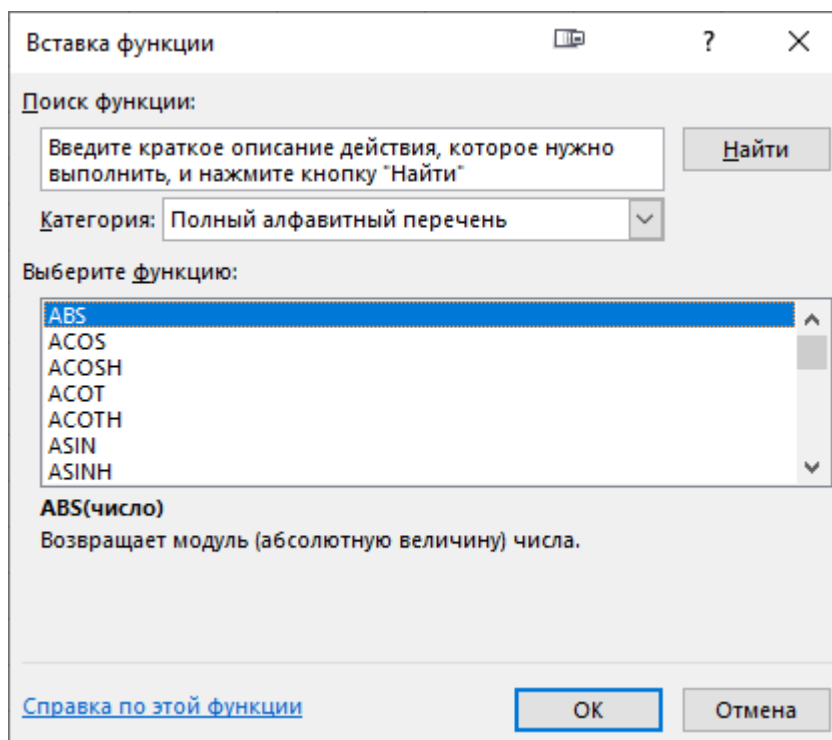 Вставка функции
?
Поиск функции:
Введите краткое описание действия, которое нужно
выполнить, и нажмите кнопку "Найти"
Найти
Категория: Полный алфавитный перечень
Выберите функцию:
ABS
ACOS
ACOSH
ACOT
ACOTH
ASIN
ASINH
ABS(число)
Возвращает модуль (абсолютную величину) числа.
Справка по этой функции
ОК
Отмена